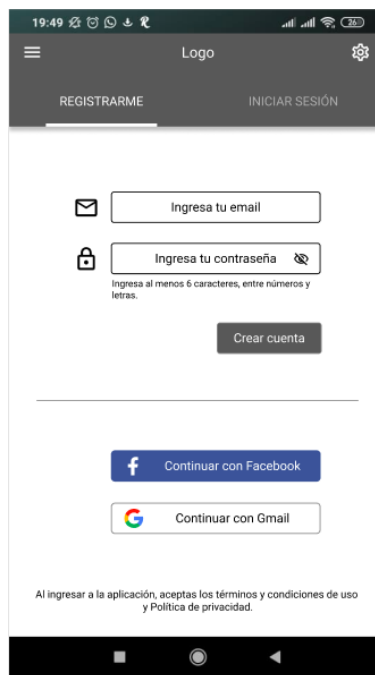 19:49
26
Logo
REGISTRARME
INICIAR SESIÓN
Ingresa tu email
Ingresa tu contraseña
Ingresa al menos 6 caracteres, entre números y
letras.
Crear cuenta
Continuar con Facebook
Continuar con Gmail
Al ingresar a la aplicación, aceptas los términos y condiciones de uso
y Política de privacidad.